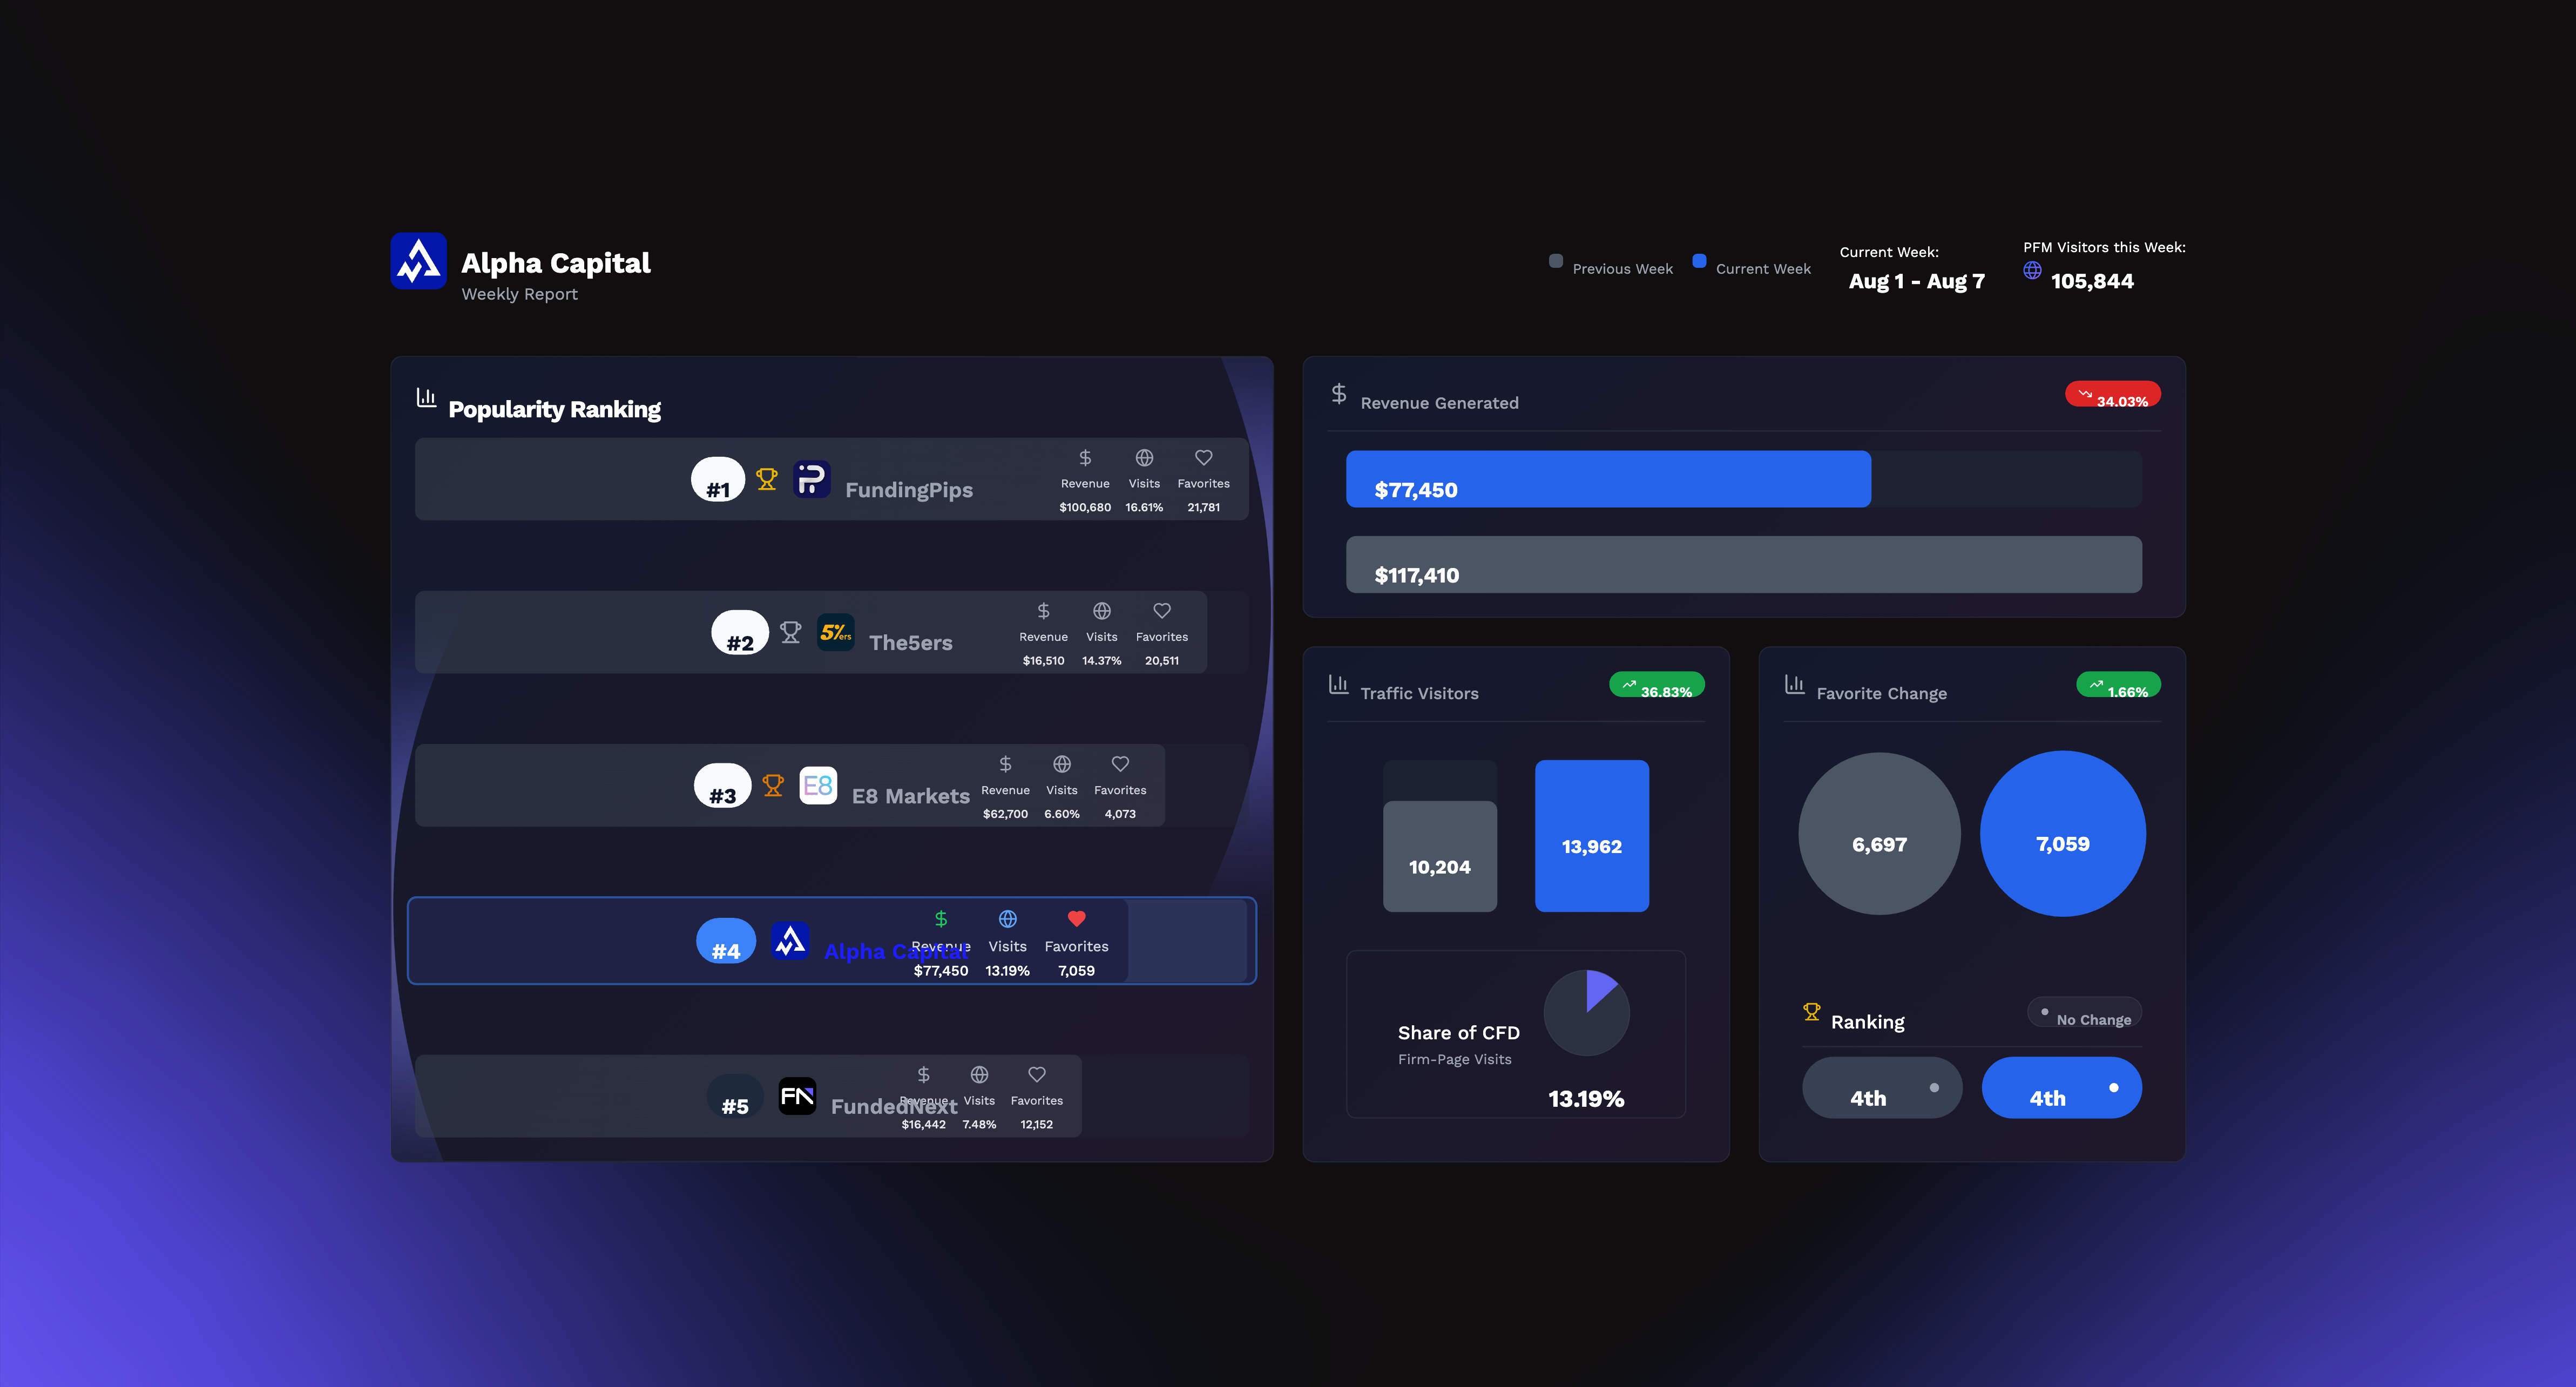 Alpha Capital
Weekly Report
Previous Week
Current Week
Current Week:
Aug 1 - Aug 7
PFM Visitors this Week:
105,844
Popularity Ranking
#1
FundingPips
Revenue Visits Favorites
$100,680 16.61% 21,781
#2
5%ers
The5ers
Revenue Visits Favorites
$16,510 14.37% 20,511
#3
E8
E8 Markets
Revenue Visits Favorites
$62,700 6.60% 4,073
#4
Alpha Capital
Revenue Visits Favorites
$77,450 13.19% 7,059
#5
FN
FundedNext
Revenue Visits Favorites
$16,442 7.48% 12,152
Revenue Generated
34.03%
$77,450
$117,410
Traffic Visitors
36.83%
10,204
13,962
Share of CFD
Firm-Page Visits
13.19%
Favorite Change
1.66%
6,697
7,059
Ranking
No Change
4th
4th